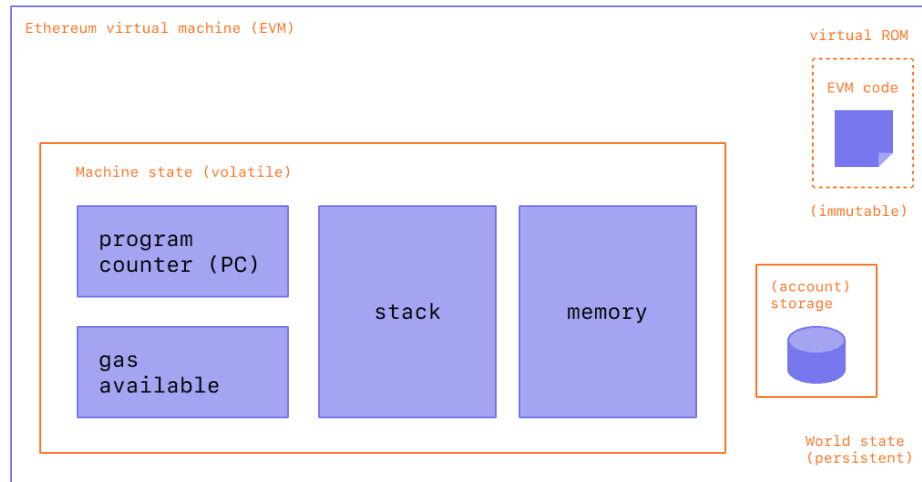 Ethereum virtual machine (EVM)
virtual ROM
EVM code
(immutable)
Machine state (volatile)
program
counter (PC)
gas
available
stack
memory
(account)
storage
World state
(persistent)